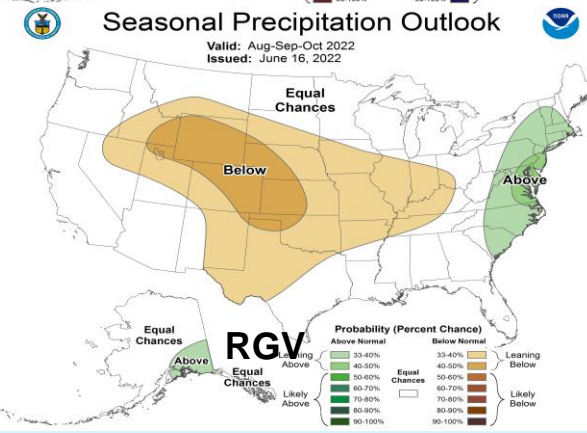 Seasonal Precipitation Outlook
Valid: Aug-Sep-Oct 2022
Issued: June 16, 2022
NOAA
Equal
Chances
Below
Above
Equal
Chances
Above
Equal
Chances
RGV
Probability (Percent Chance)
Above Normal
Below Normal
Leaning
Above
33-40%
40-50%
50-60%
60-70%
70-80%
80-90%
90-100%
Likely
Above
Equal
Chances
33-40%
40-50%
50-60%
60-70%
70-80%
80-90%
90-100%
Leaning
Below
Likely
Below